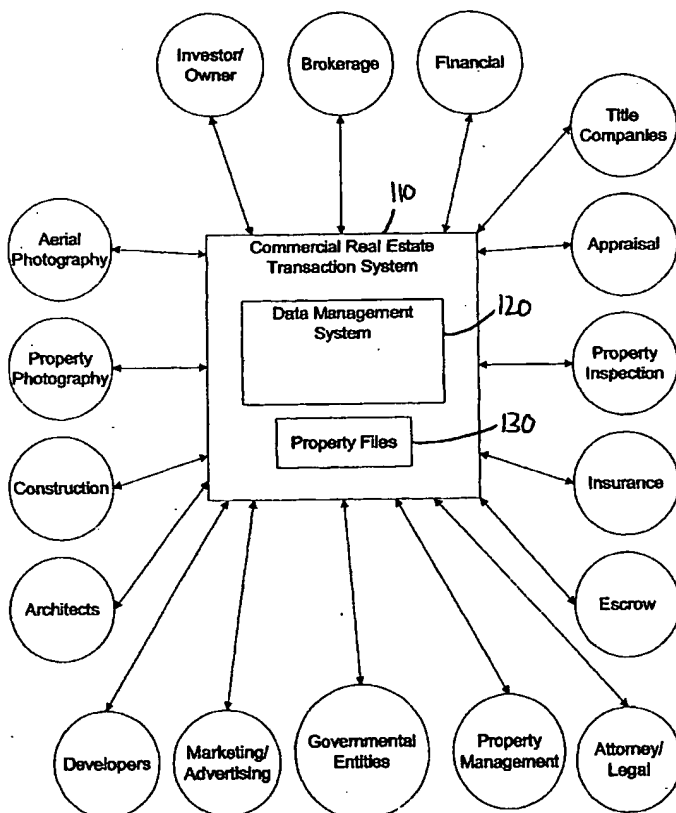 Investor/
Owner
Brokerage
Financial
Title
Companies
110
Aerial
Photography
Commercial Real Estate
Transaction System
Appraisal
Data Management
System
120
Property
Photography
Property
Inspection
Property Files
130
Construction
Insurance
Architects
Escrow
Developers
Marketing/
Advertising
Governmental
Entities
Property
Management
Attorney/
Legal